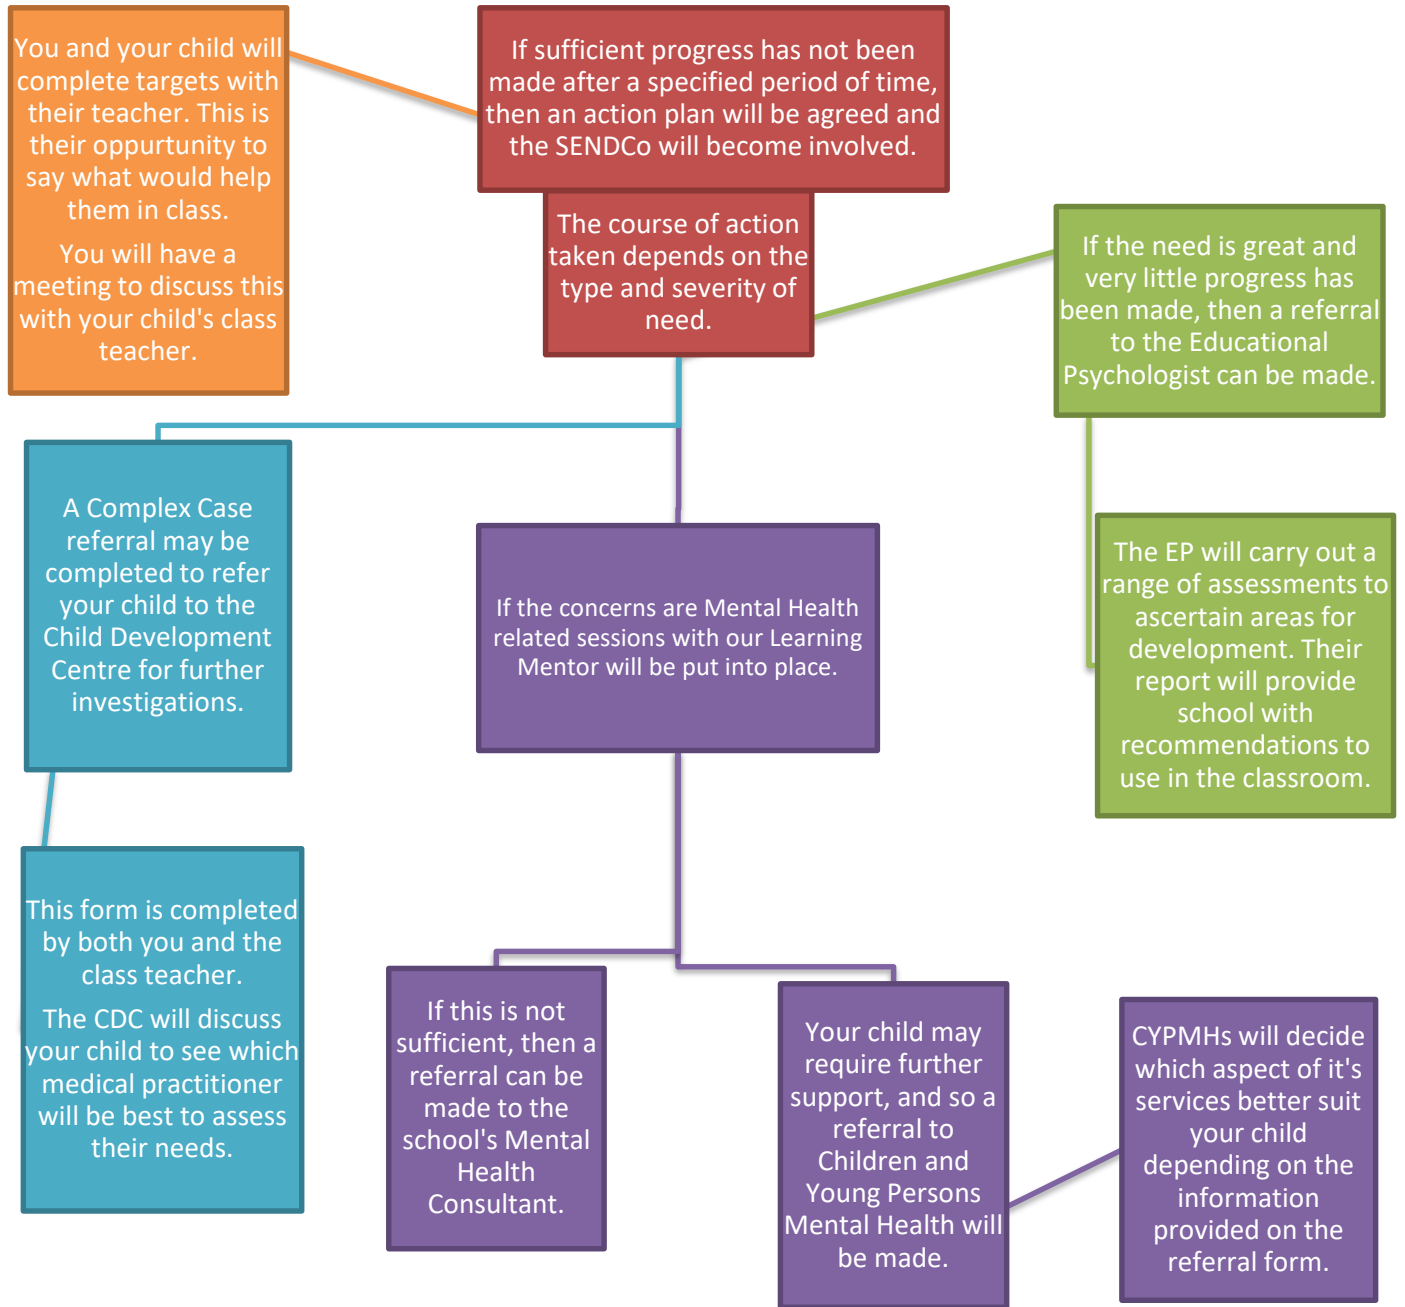 You and your child will
complete targets with
their teacher. This is
their oppurtunity to
say what would help
them in class.
You will have a
meeting to discuss this
with your child's class
teacher.
If sufficient progress has not been
made after a specified period of time,
then an action plan will be agreed and
the SENDCo will become involved.
The course of action
taken depends on the
type and severity of
need.
If the need is great and
very little progress has
been made, then a referral
to the Educational
Psychologist can be made.
The EP will carry out a
range of assessments to
ascertain areas for
development. Their
report will provide
school with
recommendations to
use in the classroom.
A Complex Case
referral may be
completed to refer
your child to the
Child Development
Centre for further
investigations.
This form is completed
by both you and the
class teacher.
The CDC will discuss
your child to see which
medical practitioner
will be best to assess
their needs.
If the concerns are Mental Health
related sessions with our Learning
Mentor will be put into place.
If this is not
sufficient, then a
referral can be
made to the
school's Mental
Health
Consultant.
Your child may
require further
support, and so a
referral to
Children and
Young Persons
Mental Health will
be made.
CYPMHs will decide
which aspect of it's
services better suit
your child
depending on the
information
provided on the
referral form.